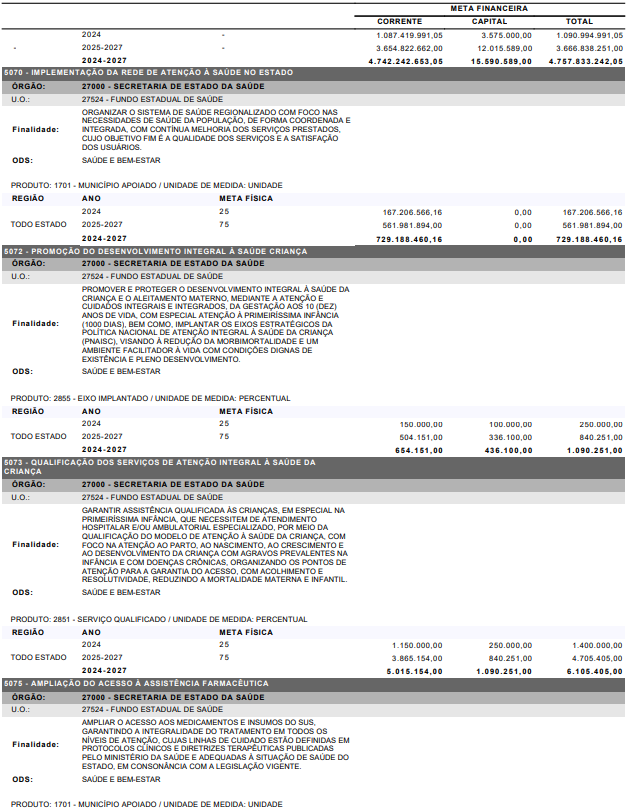 META FINANCEIRA
CORRENTE CAPITAL TOTAL
2024 - 1.087.419.991,05 3.575.000,00 1.090.994.991,05
- 2025-2027 - 3.654.822.662,00 12.015.589,00 3.666.838.251,00
2024-2027 4.742.242.653,05 15.590.589,00 4.757.833.242,05
5070 - IMPLEMENTAÇÃO DA REDE DE ATENÇÃO À SAÚDE NO ESTADO
ÓRGÃO: 27000 - SECRETARIA DE ESTADO DA SAÚDE
U.O.: 27524 - FUNDO ESTADUAL DE SAÚDE
Finalidade: ORGANIZAR O SISTEMA DE SAÚDE REGIONALIZADO COM FOCO NAS
NECESSIDADES DE SAÚDE DA POPULAÇÃO, DE FORMA COORDENADA E
INTEGRADA, COM CONTÍNUA MELHORIA DOS SERVIÇOS PRESTADOS,
CUJO OBJETIVO FIM É A QUALIDADE DOS SERVIÇOS E A SATISFAÇÃO
DOS USUÁRIOS.
ODS: SAÚDE E BEM-ESTAR
PRODUTO: 1701 - MUNICÍPIO APOIADO / UNIDADE DE MEDIDA: UNIDADE
REGIÃO ANO META FÍSICA
2024 25 167.206.566,16 0,00 167.206.566,16
TODO ESTADO 2025-2027 75 561.981.894,00 0,00 561.981.894,00
2024-2027 729.188.460,16 0,00 729.188.460,16
5072 - PROMOÇÃO DO DESENVOLVIMENTO INTEGRAL À SAÚDE CRIANÇA
ÓRGÃO: 27000 - SECRETARIA DE ESTADO DA SAÚDE
U.O.: 27524 - FUNDO ESTADUAL DE SAÚDE
Finalidade: PROMOVER E PROTEGER O DESENVOLVIMENTO INTEGRAL À SAÚDE DA
CRIANÇA E O ALEITAMENTO MATERNO, MEDIANTE A ATENÇÃO E
CUIDADOS INTEGRAIS E INTEGRADOS, DA GESTAÇÃO AOS 10 (DEZ)
ANOS DE VIDA, COM ESPECIAL ATENÇÃO À PRIMEIRÍSSIMA INFÂNCIA
(1000 DIAS), BEM COMO, IMPLANTAR OS EIXOS ESTRATÉGICOS DA
POLÍTICA NACIONAL DE ATENÇÃO INTEGRAL À SAÚDE DA CRIANÇA
(PNAISC), VISANDO À REDUÇÃO DA MORBIMORTALIDADE E UM
AMBIENTE FACILITADOR À VIDA COM CONDIÇÕES DIGNAS DE
EXISTÊNCIA E PLENO DESENVOLVIMENTO.
ODS: SAÚDE E BEM-ESTAR
PRODUTO: 2855 - EIXO IMPLANTADO / UNIDADE DE MEDIDA: PERCENTUAL
REGIÃO ANO META FÍSICA
2024 25 150.000,00 100.000,00 250.000,00
TODO ESTADO 2025-2027 75 504.151,00 336.100,00 840.251,00
2024-2027 654.151,00 436.100,00 1.090.251,00
5073 - QUALIFICAÇÃO DOS SERVIÇOS DE ATENÇÃO INTEGRAL À SAÚDE DA
CRIANÇA
ÓRGÃO: 27000 - SECRETARIA DE ESTADO DA SAÚDE
U.O.: 27524 - FUNDO ESTADUAL DE SAÚDE
Finalidade: GARANTIR ASSISTÊNCIA QUALIFICADA ÀS CRIANÇAS, EM ESPECIAL NA
PRIMEIRÍSSIMA INFÂNCIA, QUE NECESSITEM DE ATENDIMENTO
HOSPITALAR E/OU AMBULATORIAL ESPECIALIZADO, POR MEIO DA
QUALIFICAÇÃO DO MODELO DE ATENÇÃO À SAÚDE DA CRIANÇA, COM
FOCO NA ATENÇÃO AO PARTO, AO NASCIMENTO, AO CRESCIMENTO E
AO DESENVOLVIMENTO DA CRIANÇA COM AGRAVOS PREVALENTES NA
INFÂNCIA E COM DOENÇAS CRÔNICAS, ORGANIZANDO OS PONTOS DE
ATENÇÃO PARA A GARANTIA DO ACESSO, COM ACOLHIMENTO E
RESOLUTIVIDADE, REDUZINDO A MORTALIDADE MATERNA E INFANTIL.
ODS: SAÚDE E BEM-ESTAR
PRODUTO: 2851 - SERVIÇO QUALIFICADO / UNIDADE DE MEDIDA: PERCENTUAL
REGIÃO ANO META FÍSICA
2024 25 1.150.000,00 250.000,00 1.400.000,00
TODO ESTADO 2025-2027 75 3.865.154,00 840.251,00 4.705.405,00
2024-2027 5.015.154,00 1.090.251,00 6.105.405,00
5075 - AMPLIAÇÃO DO ACESSO À ASSISTÊNCIA FARMACÊUTICA
ÓRGÃO: 27000 - SECRETARIA DE ESTADO DA SAÚDE
U.O.: 27524 - FUNDO ESTADUAL DE SAÚDE
Finalidade: AMPLIAR O ACESSO AOS MEDICAMENTOS E INSUMOS DO SUS,
GARANTINDO A INTEGRALIDADE DO TRATAMENTO EM TODOS OS
NÍVEIS DE ATENÇÃO, CUJAS LINHAS DE CUIDADO ESTÃO DEFINIDAS EM
PROTOCOLOS CLÍNICOS E DIRETRIZES TERAPÊUTICAS PUBLICADAS
PELO MINISTÉRIO DA SAÚDE E ADEQUADAS À SITUAÇÃO DE SAÚDE DO
ESTADO, EM CONSONÂNCIA COM A LEGISLAÇÃO VIGENTE.
ODS: SAÚDE E BEM-ESTAR
PRODUTO: 1701 - MUNICÍPIO APOIADO / UNIDADE DE MEDIDA: UNIDADE